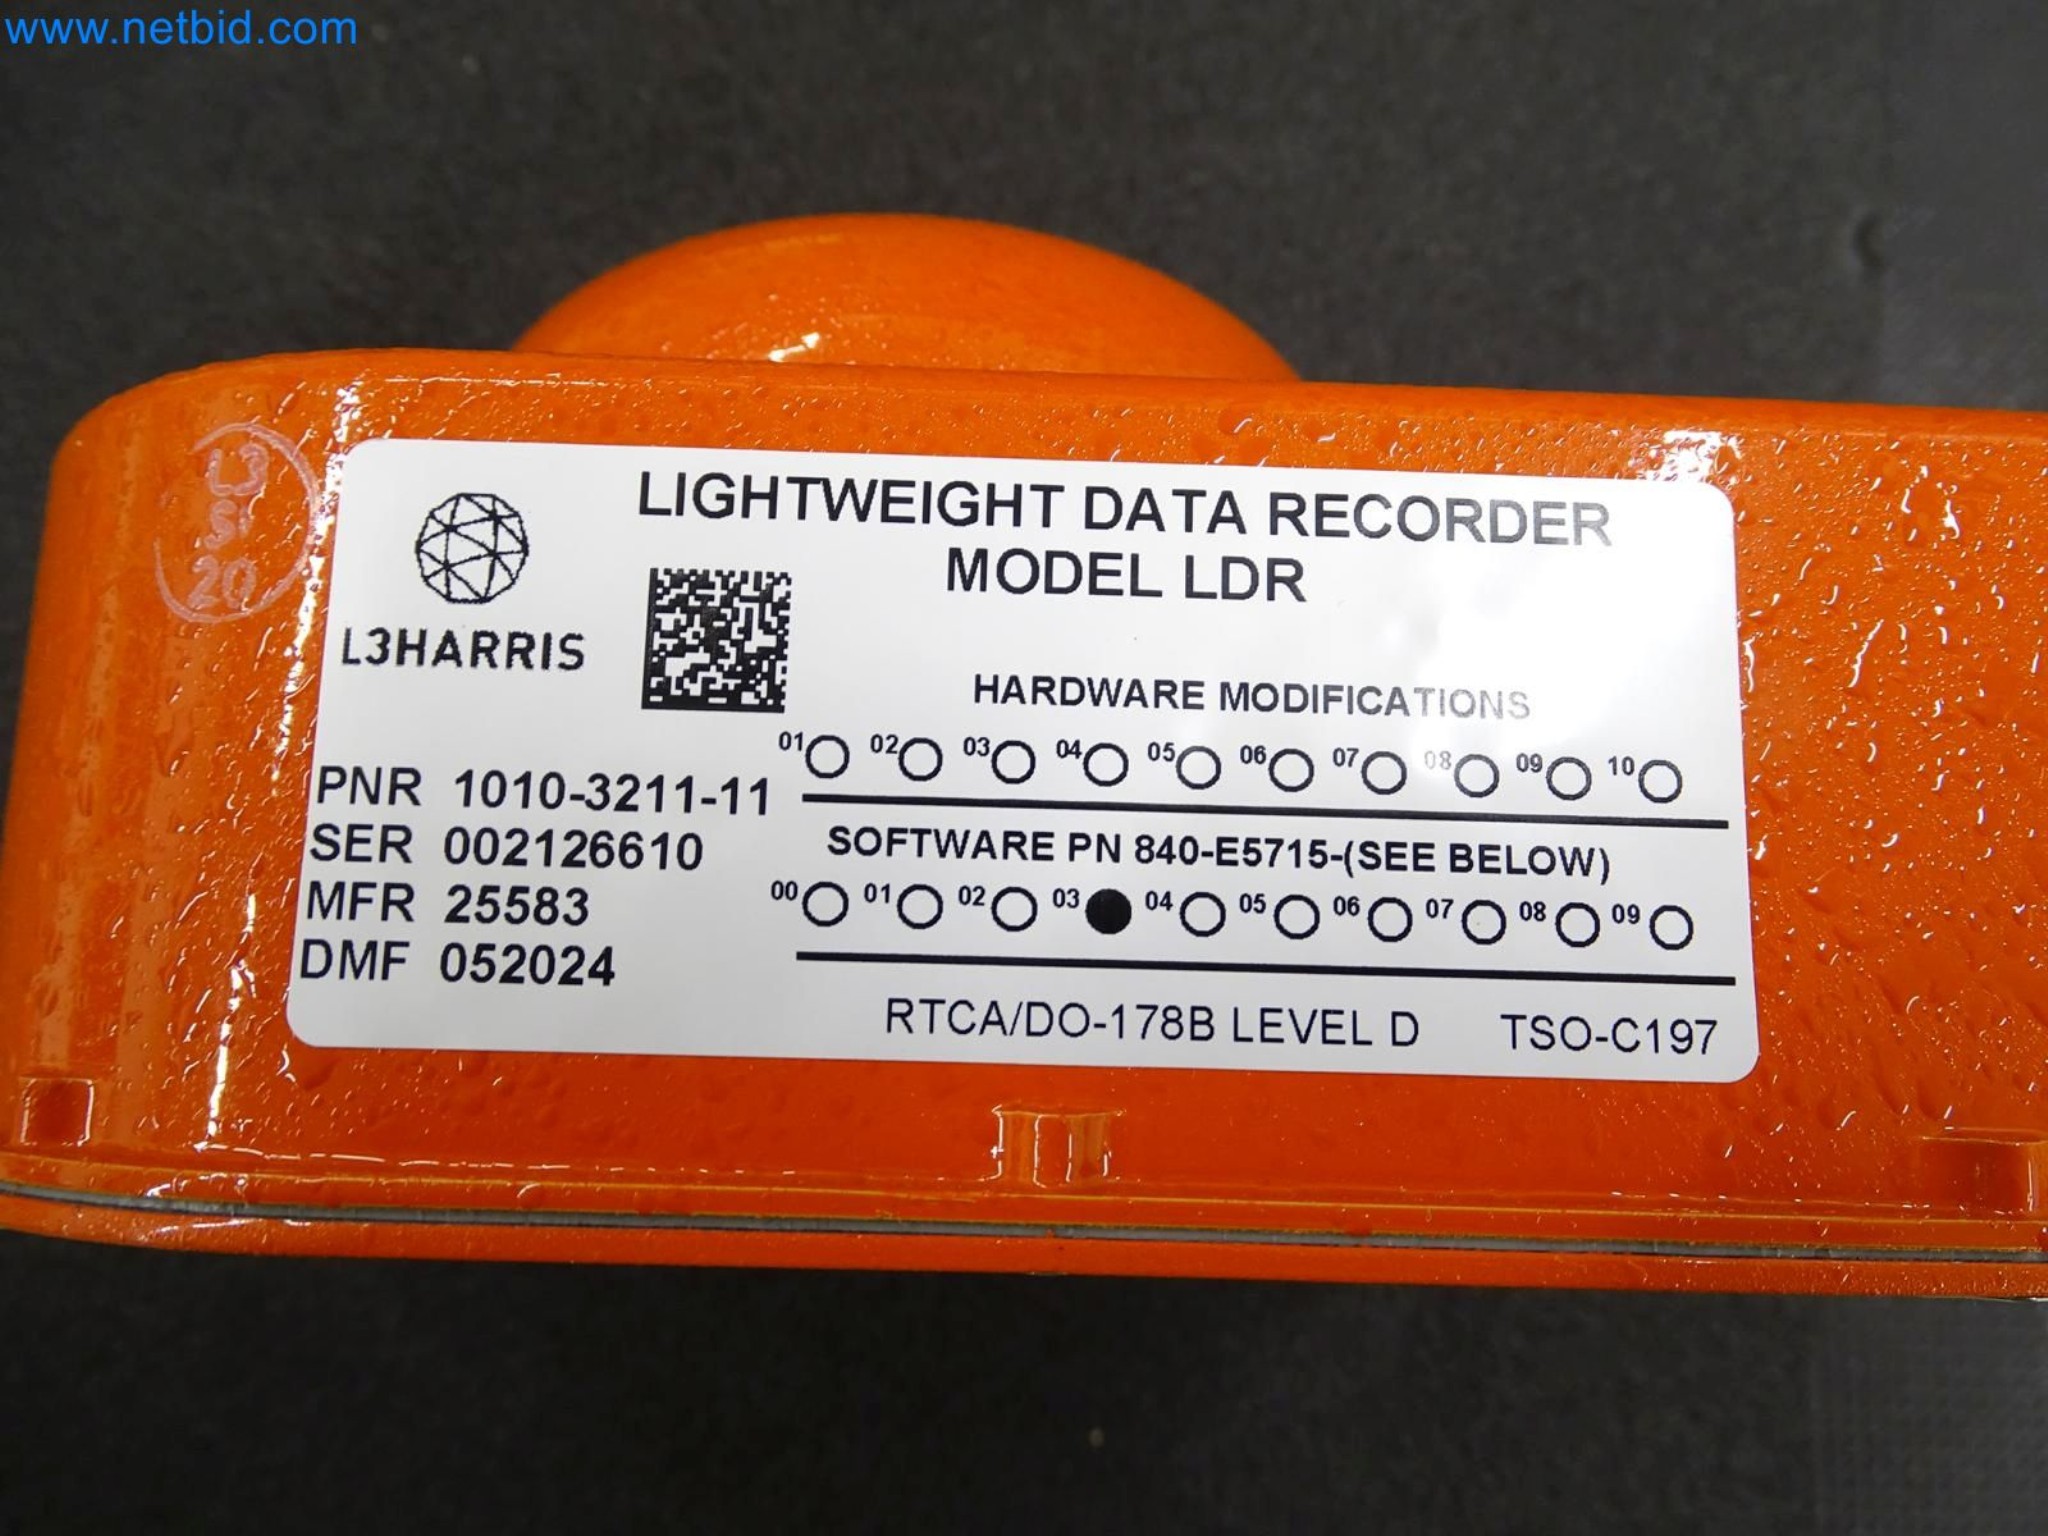 www.netbid.com
L3
20
LIGHTWEIGHT DATA RECORDER
MODEL LDR
L3HARRIS
HARDWARE MODIFICATIONS
01 02 03 04 05 06 07 08 09 10
PNR 1010-3211-11
SER 002126610
MFR 25583
DMF 052024
SOFTWARE PN 840-E5715-(SEE BELOW)
00 01 02 03 04 05 06 07 08 09
RTCA/DO-178B LEVEL D TSO-C197